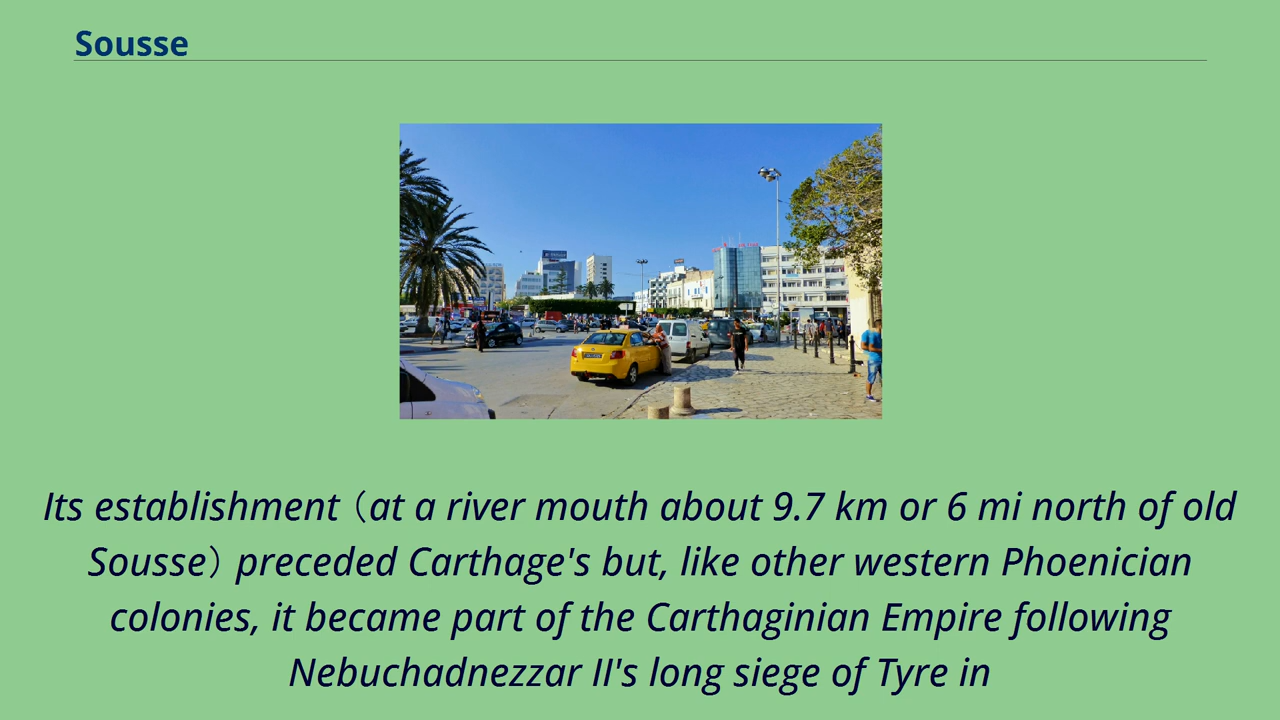 Sousse
Its establishment （at a river mouth about 9.7 km or 6 mi north of old
Sousse） preceded Carthage's but, like other western Phoenician
colonies, it became part of the Carthaginian Empire following
Nebuchadnezzar II's long siege of Tyre in